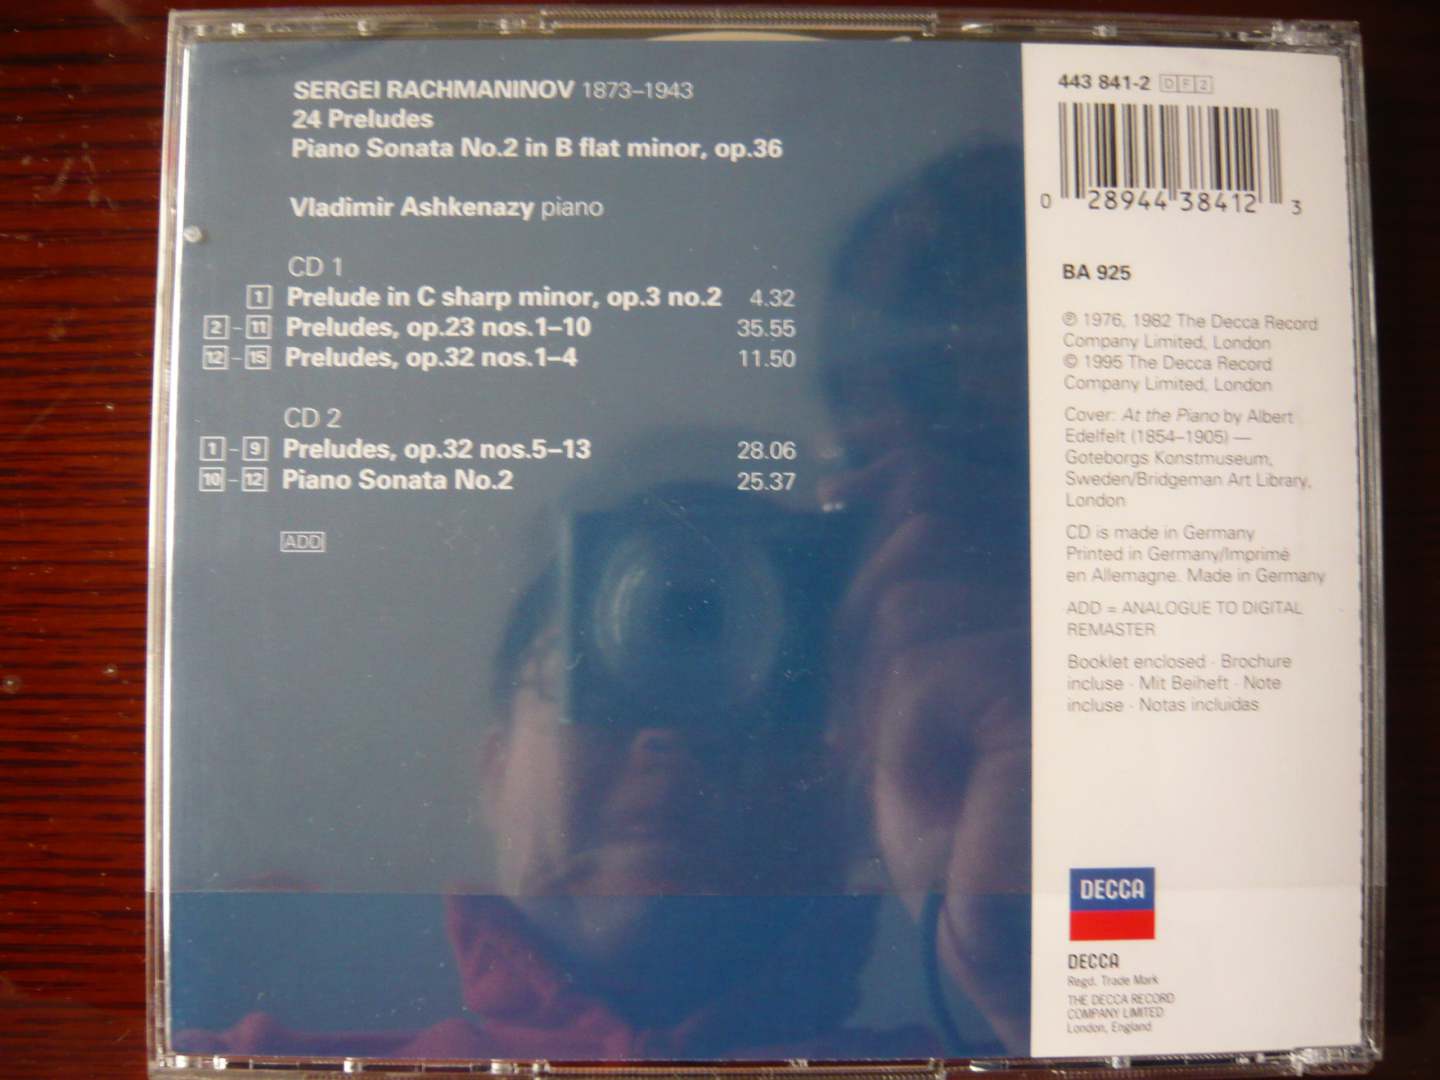 SERGEI RACHMANINOV 1873–1943
24 Preludes
Piano Sonata No.2 in B flat minor, op.36
Vladimir Ashkenazy piano
CD 1
1 Prelude in C sharp minor, op.3 no.2 4.32
2 – 11 Preludes, op.23 nos.1–10 35.55
12 – 15 Preludes, op.32 nos.1–4 11.50
CD 2
1 – 9 Preludes, op.32 nos.5–13 28.06
10 – 12 Piano Sonata No.2 25.37
ADD
443 841-2 DF2
0 28944 38412 3
BA 925
℗ 1976, 1982 The Decca Record
Company Limited, London
© 1995 The Decca Record
Company Limited, London
Cover: At the Piano by Albert
Edelfelt (1854–1905) —
Goteborgs Konstmuseum,
Sweden/Bridgeman Art Library,
London
CD is made in Germany
Printed in Germany/Imprimé
en Allemagne. Made in Germany
ADD = ANALOGUE TO DIGITAL
REMASTER
Booklet enclosed · Brochure
incluse · Mit Beiheft · Note
incluse · Notas incluidas
DECCA
DECCA
Regd. Trade Mark
THE DECCA RECORD
COMPANY LIMITED
London, England